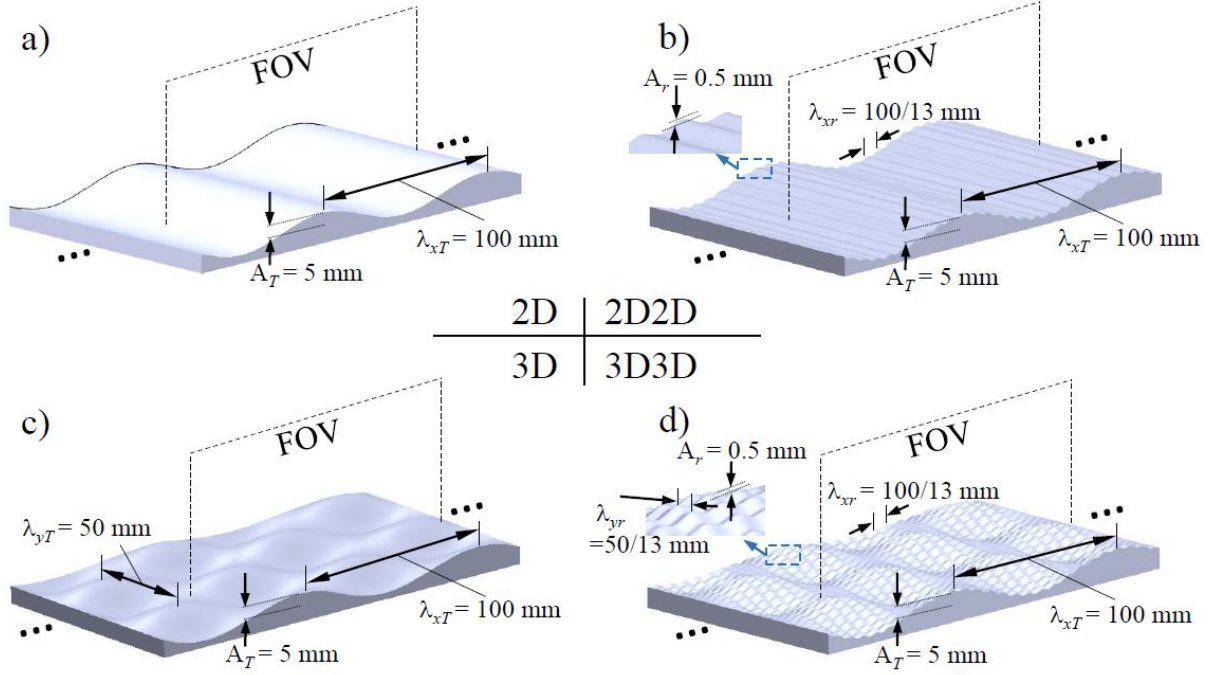 a)
FOV
λxT = 100 mm
AT = 5 mm
b)
FOV
Ar = 0.5 mm
λxr = 100/13 mm
λxT = 100 mm
AT = 5 mm
2D 2D2D
3D 3D3D
c)
FOV
λyT = 50 mm
λxT = 100 mm
AT = 5 mm
d)
FOV
Ar = 0.5 mm
λxr = 100/13 mm
λyr
=50/13 mm
λxT = 100 mm
AT = 5 mm